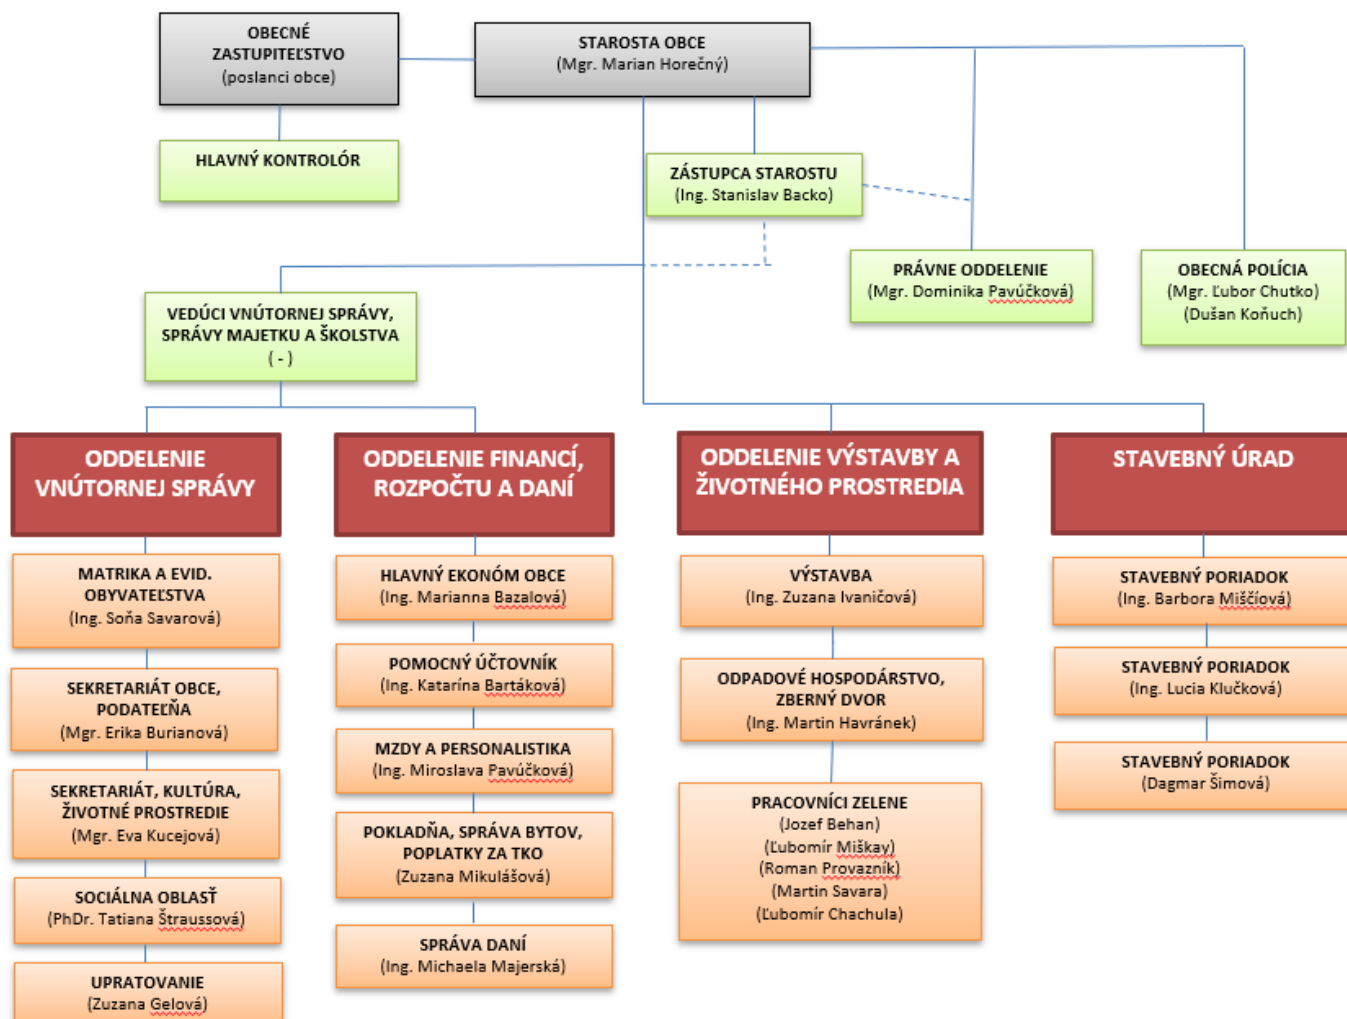 OBECNÉ
ZASTUPITEĽSTVO
(poslanci obce)
STAROSTA OBCE
(Mgr. Marian Horečný)
HLAVNÝ KONTROLÓR
ZÁSTUPCA STAROSTU
(Ing. Stanislav Backo)
PRÁVNE ODDELENIE
(Mgr. Dominika Pavúčková)
OBECNÁ POLÍCIA
(Mgr. Ľubor Chutko)
(Dušan Koňuch)
VEDÚCI VNÚTORNEJ SPRÁVY,
SPRÁVY MAJETKU A ŠKOLSTVA
( - )
ODDELENIE
VNÚTORNEJ SPRÁVY
MATRIKA A EVID.
OBYVATEĽSTVA
(Ing. Soňa Savarová)
SEKRETARIÁT OBCE,
PODATEĽŇA
(Mgr. Erika Burianová)
SEKRETARIÁT, KULTÚRA,
ŽIVOTNÉ PROSTREDIE
(Mgr. Eva Kucejová)
SOCIÁLNA OBLASŤ
(PhDr. Tatiana Štraussová)
UPRATOVANIE
(Zuzana Gelová)
ODDELENIE FINANCÍ,
ROZPOČTU A DANÍ
HLAVNÝ EKONÓM OBCE
(Ing. Marianna Bazalová)
POMOCNÝ ÚČTOVNÍK
(Ing. Katarína Bartáková)
MZDY A PERSONALISTIKA
(Ing. Miroslava Pavúčková)
POKLADŇA, SPRÁVA BYTOV,
POPLATKY ZA TKO
(Zuzana Mikulášová)
SPRÁVA DANÍ
(Ing. Michaela Majerská)
ODDELENIE VÝSTAVBY A
ŽIVOTNÉHO PROSTREDIA
VÝSTAVBA
(Ing. Zuzana Ivaničová)
ODPADOVÉ HOSPODÁRSTVO,
ZBERNÝ DVOR
(Ing. Martin Havránek)
PRACOVNÍCI ZELENE
(Jozef Behan)
(Ľubomír Miškay)
(Roman Provazník)
(Martin Savara)
(Ľubomír Chachula)
STAVEBNÝ ÚRAD
STAVEBNÝ PORIADOK
(Ing. Barbora Miščíová)
STAVEBNÝ PORIADOK
(Ing. Lucia Klučková)
STAVEBNÝ PORIADOK
(Dagmar Šimová)